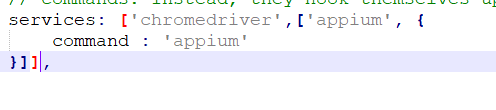 // commands. Instead, they hook themselves up
services: ['chromedriver',['appium', {
command : 'appium'
}]],